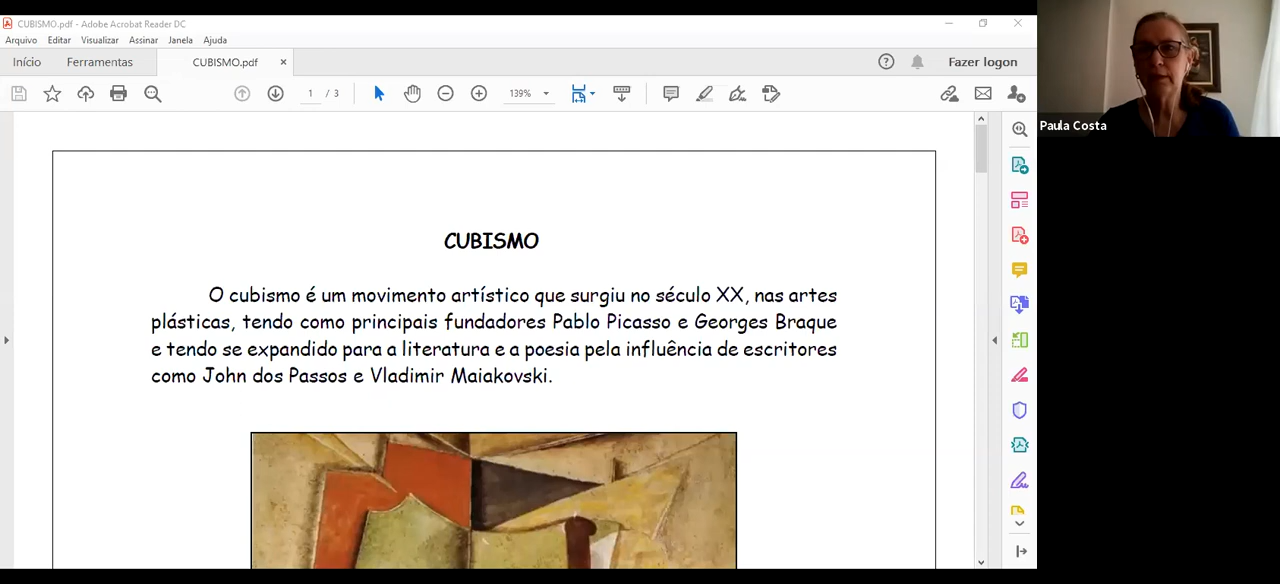 CUBISMO.pdf - Adobe Acrobat Reader DC
Arquivo Editar Visualizar Assinar Janela Ajuda
Início Ferramentas CUBISMO.pdf × Fazer logon
1 / 3 139%
Paula Costa
CUBISMO
O cubismo é um movimento artístico que surgiu no século XX, nas artes
plásticas, tendo como principais fundadores Pablo Picasso e Georges Braque
e tendo se expandido para a literatura e a poesia pela influência de escritores
como John dos Passos e Vladimir Maiakovski.